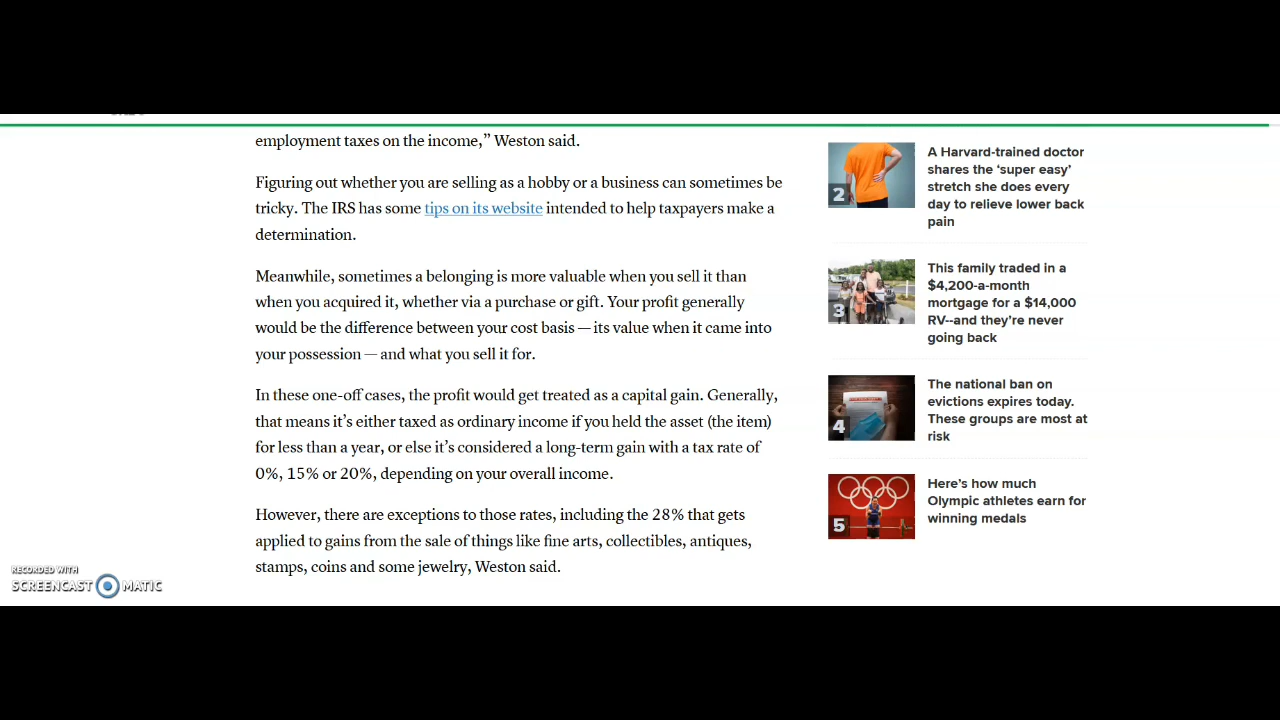 employment taxes on the income,” Weston said.
Figuring out whether you are selling as a hobby or a business can sometimes be
tricky. The IRS has some tips on its website intended to help taxpayers make a
determination.
Meanwhile, sometimes a belonging is more valuable when you sell it than
when you acquired it, whether via a purchase or gift. Your profit generally
would be the difference between your cost basis — its value when it came into
your possession — and what you sell it for.
In these one-off cases, the profit would get treated as a capital gain. Generally,
that means it’s either taxed as ordinary income if you held the asset (the item)
for less than a year, or else it’s considered a long-term gain with a tax rate of
0%, 15% or 20%, depending on your overall income.
However, there are exceptions to those rates, including the 28% that gets
applied to gains from the sale of things like fine arts, collectibles, antiques,
stamps, coins and some jewelry, Weston said.
2
A Harvard-trained doctor
shares the ‘super easy’
stretch she does every
day to relieve lower back
pain
3
This family traded in a
$4,200-a-month
mortgage for a $14,000
RV--and they’re never
going back
4
The national ban on
evictions expires today.
These groups are most at
risk
5
Here’s how much
Olympic athletes earn for
winning medals
RECORDED WITH
SCREENCAST MATIC